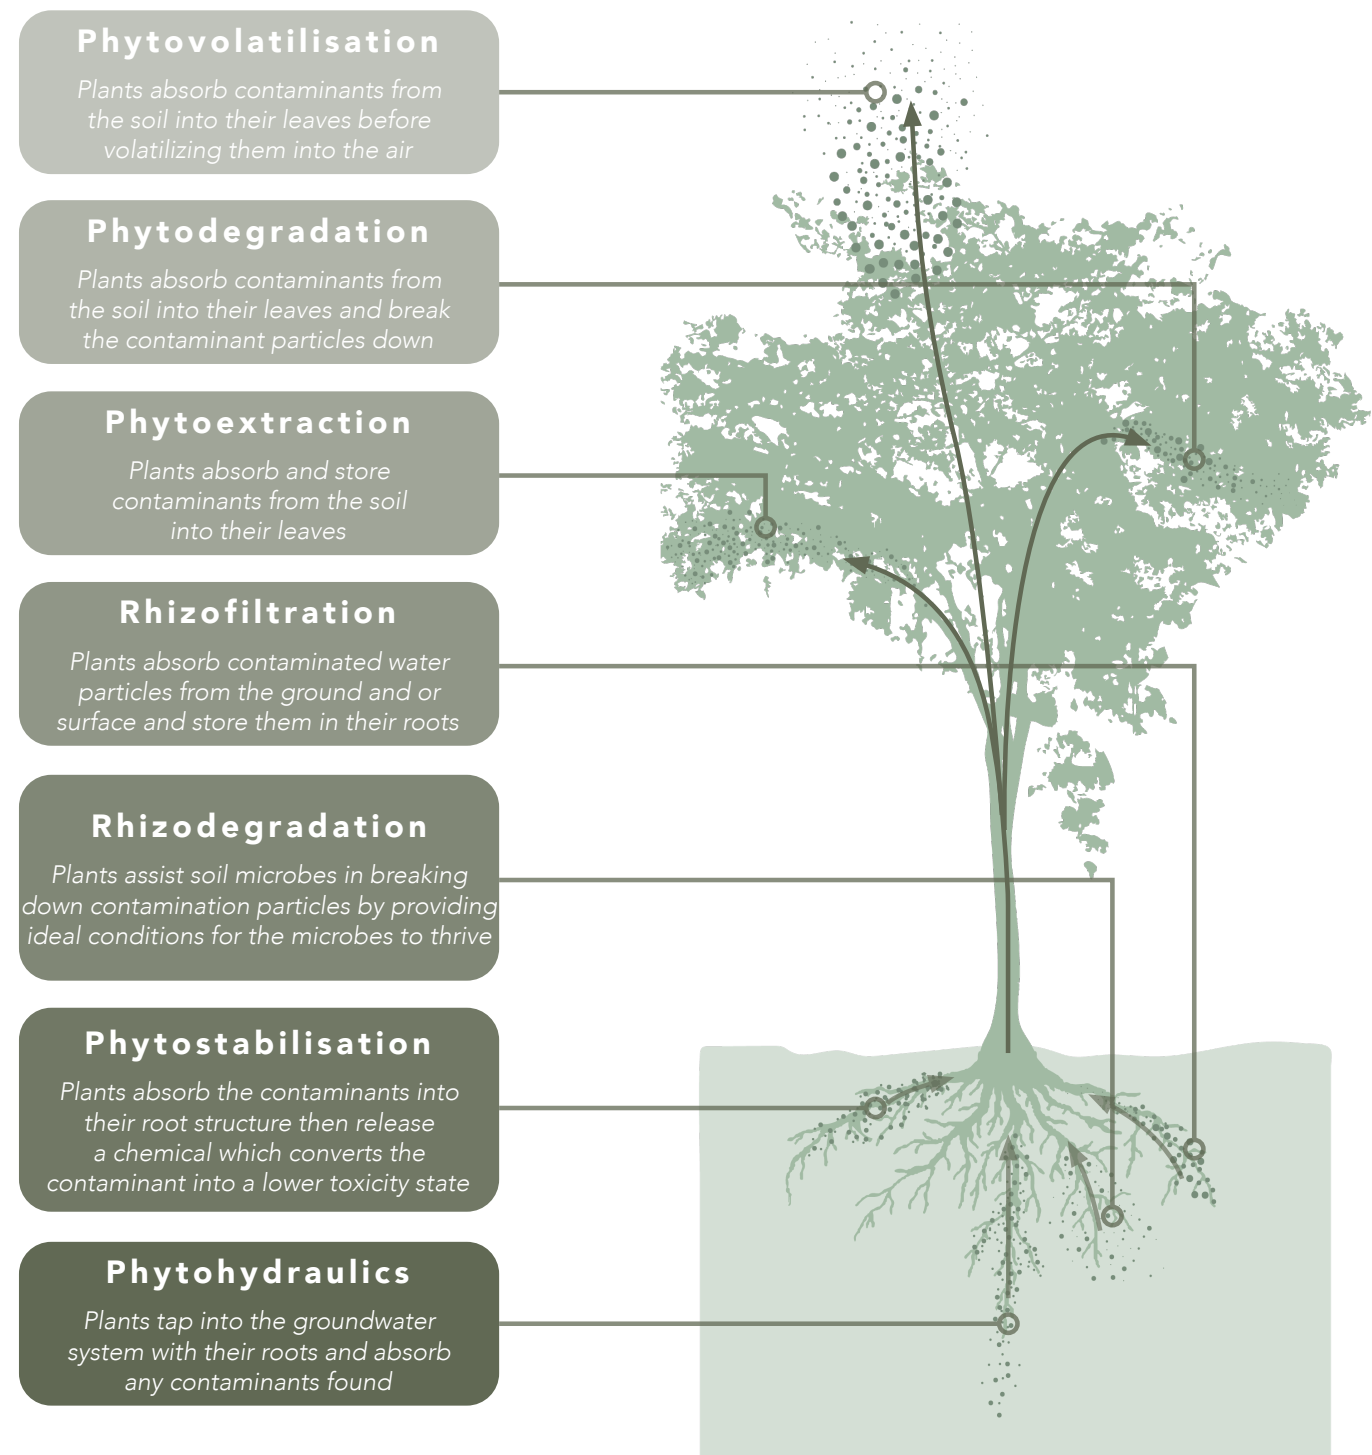 Phytovolatilisation
Plants absorb contaminants from
the soil into their leaves before
volatilizing them into the air
Phytodegradation
Plants absorb contaminants from
the soil into their leaves and break
the contaminant particles down
Phytoextraction
Plants absorb and store
contaminants from the soil
into their leaves
Rhizofiltration
Plants absorb contaminated water
particles from the ground and or
surface and store them in their roots
Rhizodegradation
Plants assist soil microbes in breaking
down contamination particles by providing
ideal conditions for the microbes to thrive
Phytostabilisation
Plants absorb the contaminants into
their root structure then release
a chemical which converts the
contaminant into a lower toxicity state
Phytohydraulics
Plants tap into the groundwater
system with their roots and absorb
any contaminants found